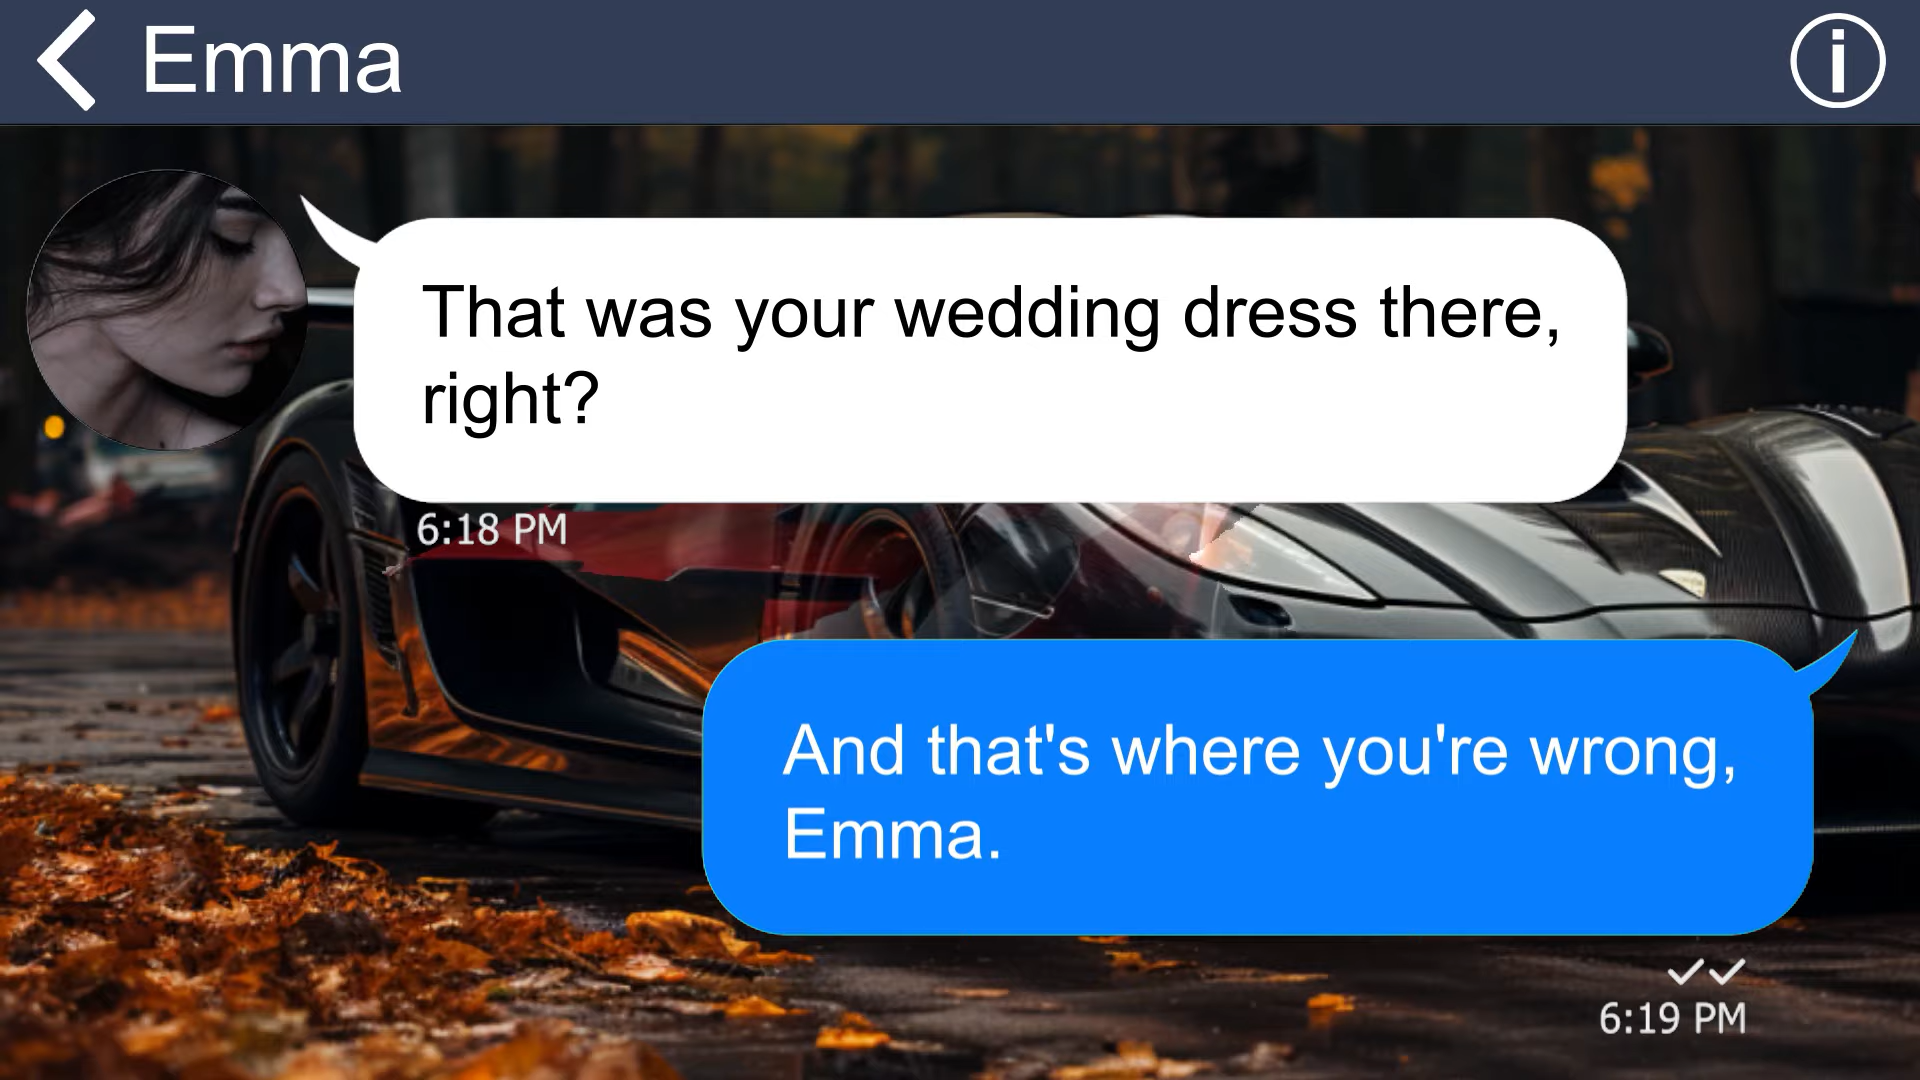 Emma
That was your wedding dress there,
right?
6:18 PM
And that's where you're wrong,
Emma.
6:19 PM